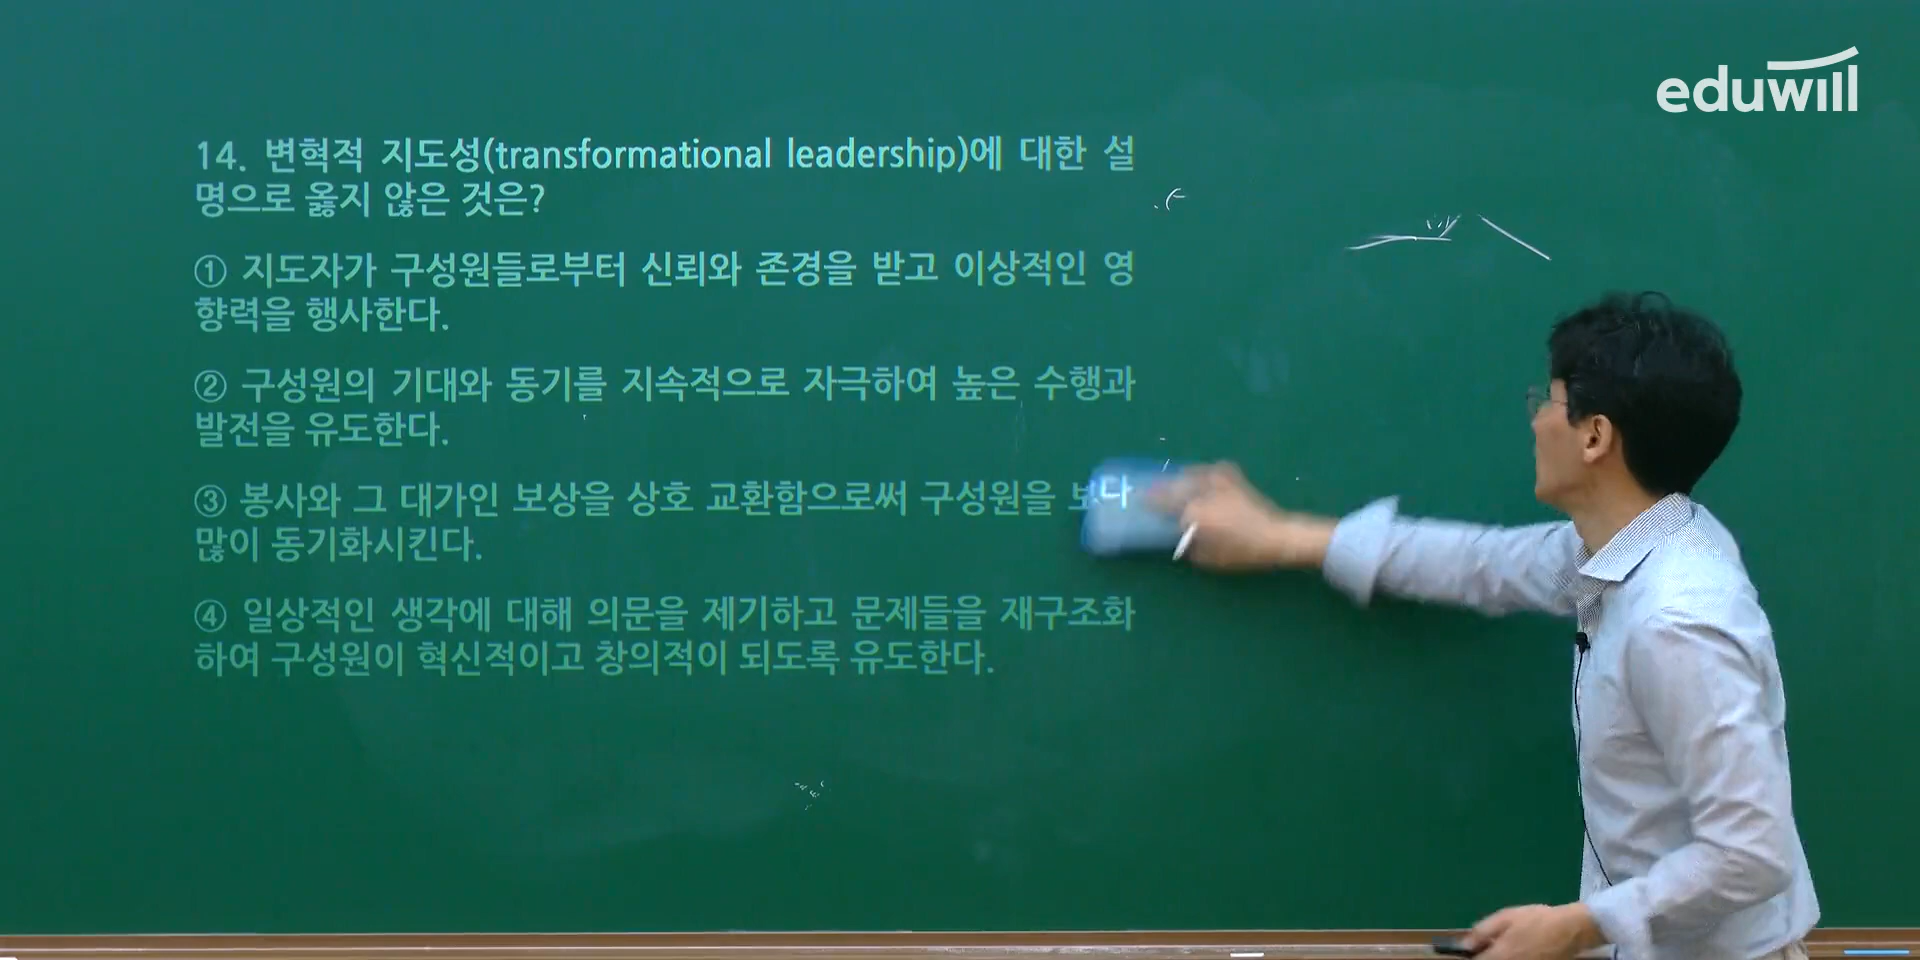 eduwill
14. 변혁적 지도성(transformational leadership)에 대한 설
명으로 옳지 않은 것은?
① 지도자가 구성원들로부터 신뢰와 존경을 받고 이상적인 영
향력을 행사한다.
② 구성원의 기대와 동기를 지속적으로 자극하여 높은 수행과
발전을 유도한다.
③ 봉사와 그 대가인 보상을 상호 교환함으로써 구성원을 보다
많이 동기화시킨다.
④ 일상적인 생각에 대해 의문을 제기하고 문제들을 재구조화
하여 구성원이 혁신적이고 창의적이 되도록 유도한다.